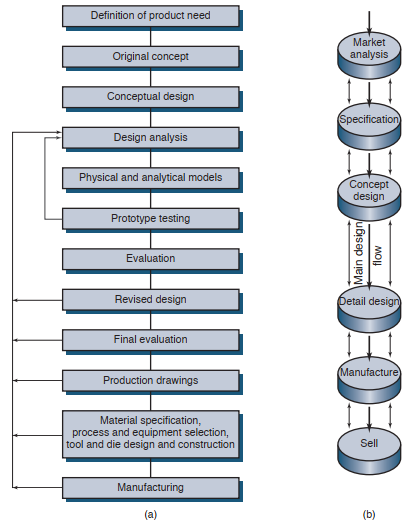 Definition of product need
Original concept
Conceptual design
Design analysis
Physical and analytical models
Prototype testing
Evaluation
Revised design
Final evaluation
Production drawings
Material specification,
process and equipment selection,
tool and die design and construction
Manufacturing
(a)
Market
analysis
Specification
Concept
design
Main design
flow
Detail design
Manufacture
Sell
(b)